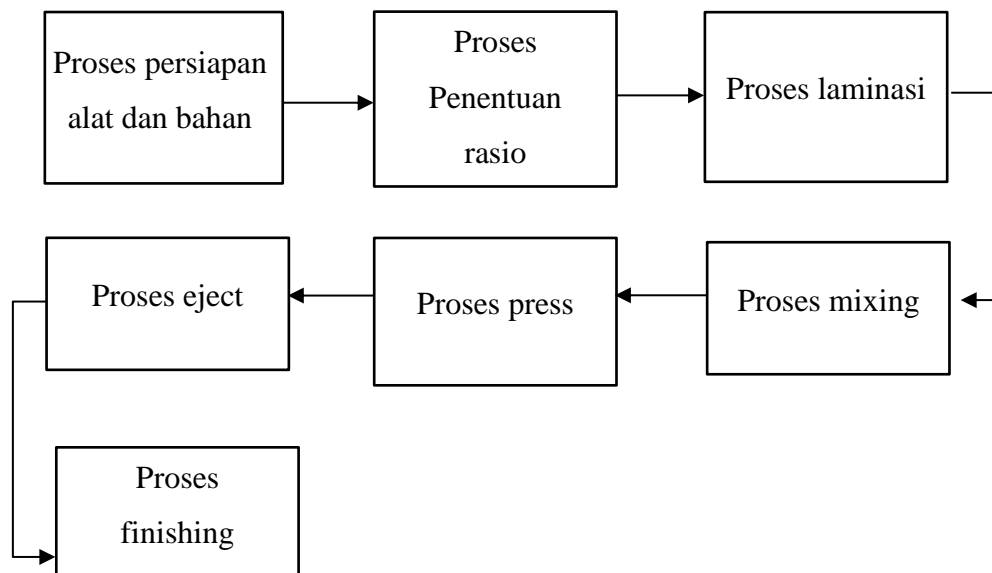 Proses persiapan
alat dan bahan
Proses
Penentuan
rasio
Proses laminasi
Proses mixing
Proses press
Proses eject
Proses
finishing